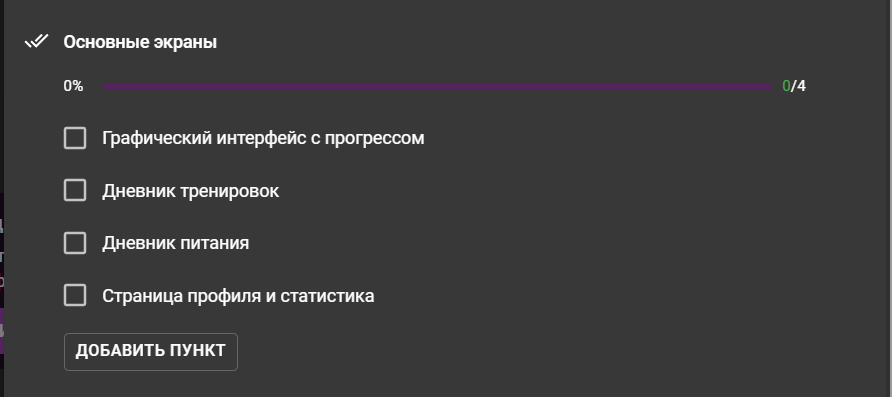 Основные экраны
0% 0/4
Графический интерфейс с прогрессом
Дневник тренировок
Дневник питания
Страница профиля и статистика
ДОБАВИТЬ ПУНКТ